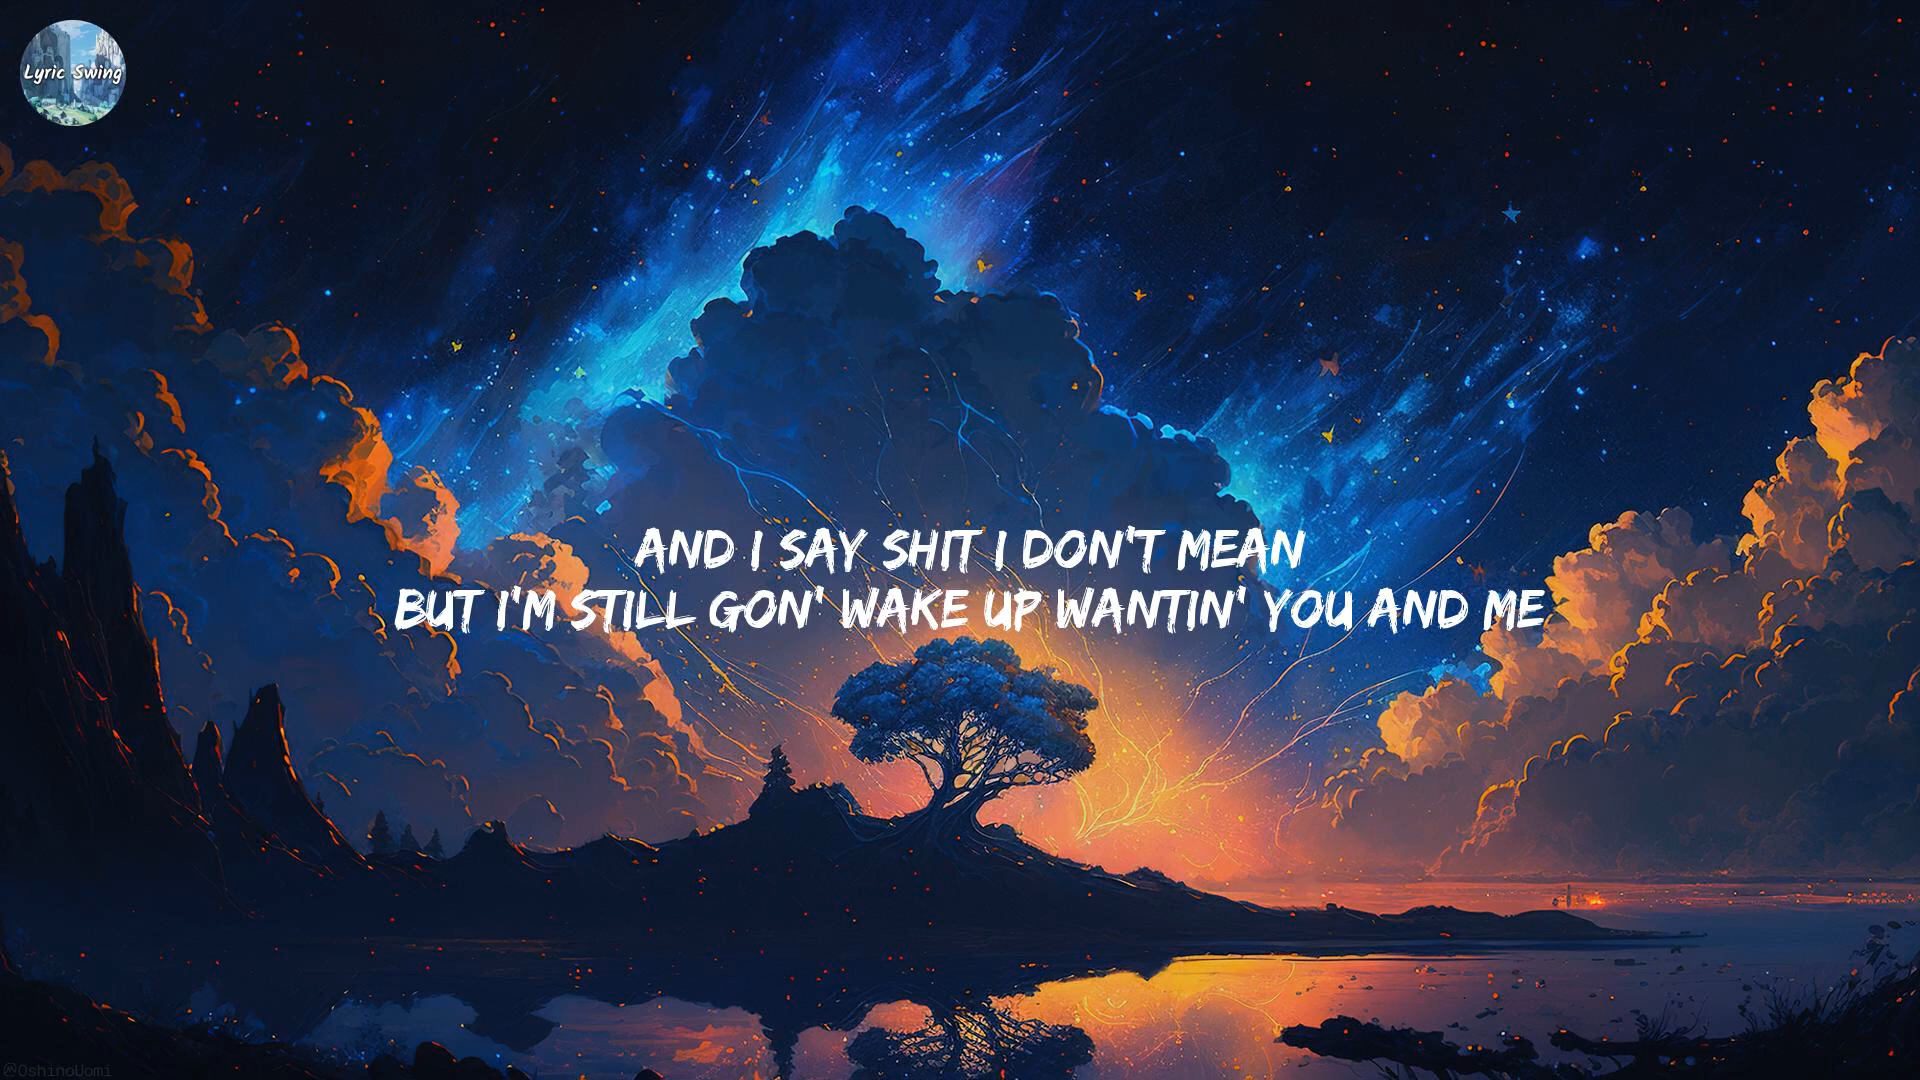 Lyric Swing
AND I SAY SHIT I DON'T MEAN
BUT I'M STILL GON' WAKE UP WANTIN' YOU AND ME
@OshinoUomi